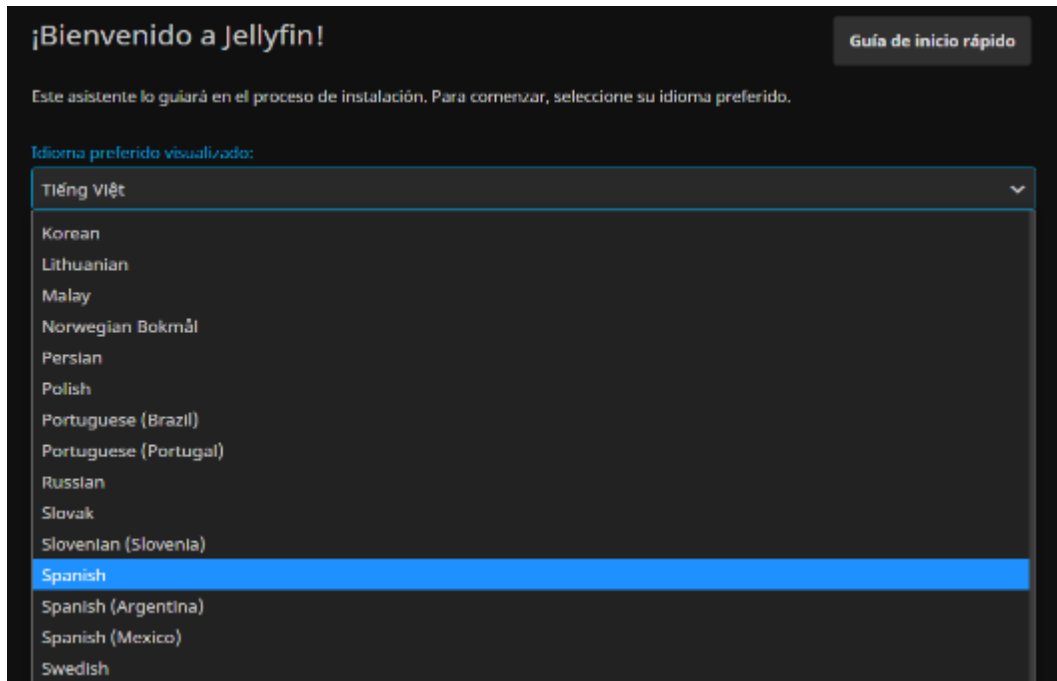 ¡Bienvenido a Jellyfin!
Guía de inicio rápido
Este asistente lo guiará en el proceso de instalación. Para comenzar, seleccione su idioma preferido.
Idioma preferido visualizado:
Tiếng Việt
Korean
Lithuanian
Malay
Norwegian Bokmål
Persian
Polish
Portuguese (Brazil)
Portuguese (Portugal)
Russian
Slovak
Slovenian (Slovenia)
Spanish
Spanish (Argentina)
Spanish (Mexico)
Swedish